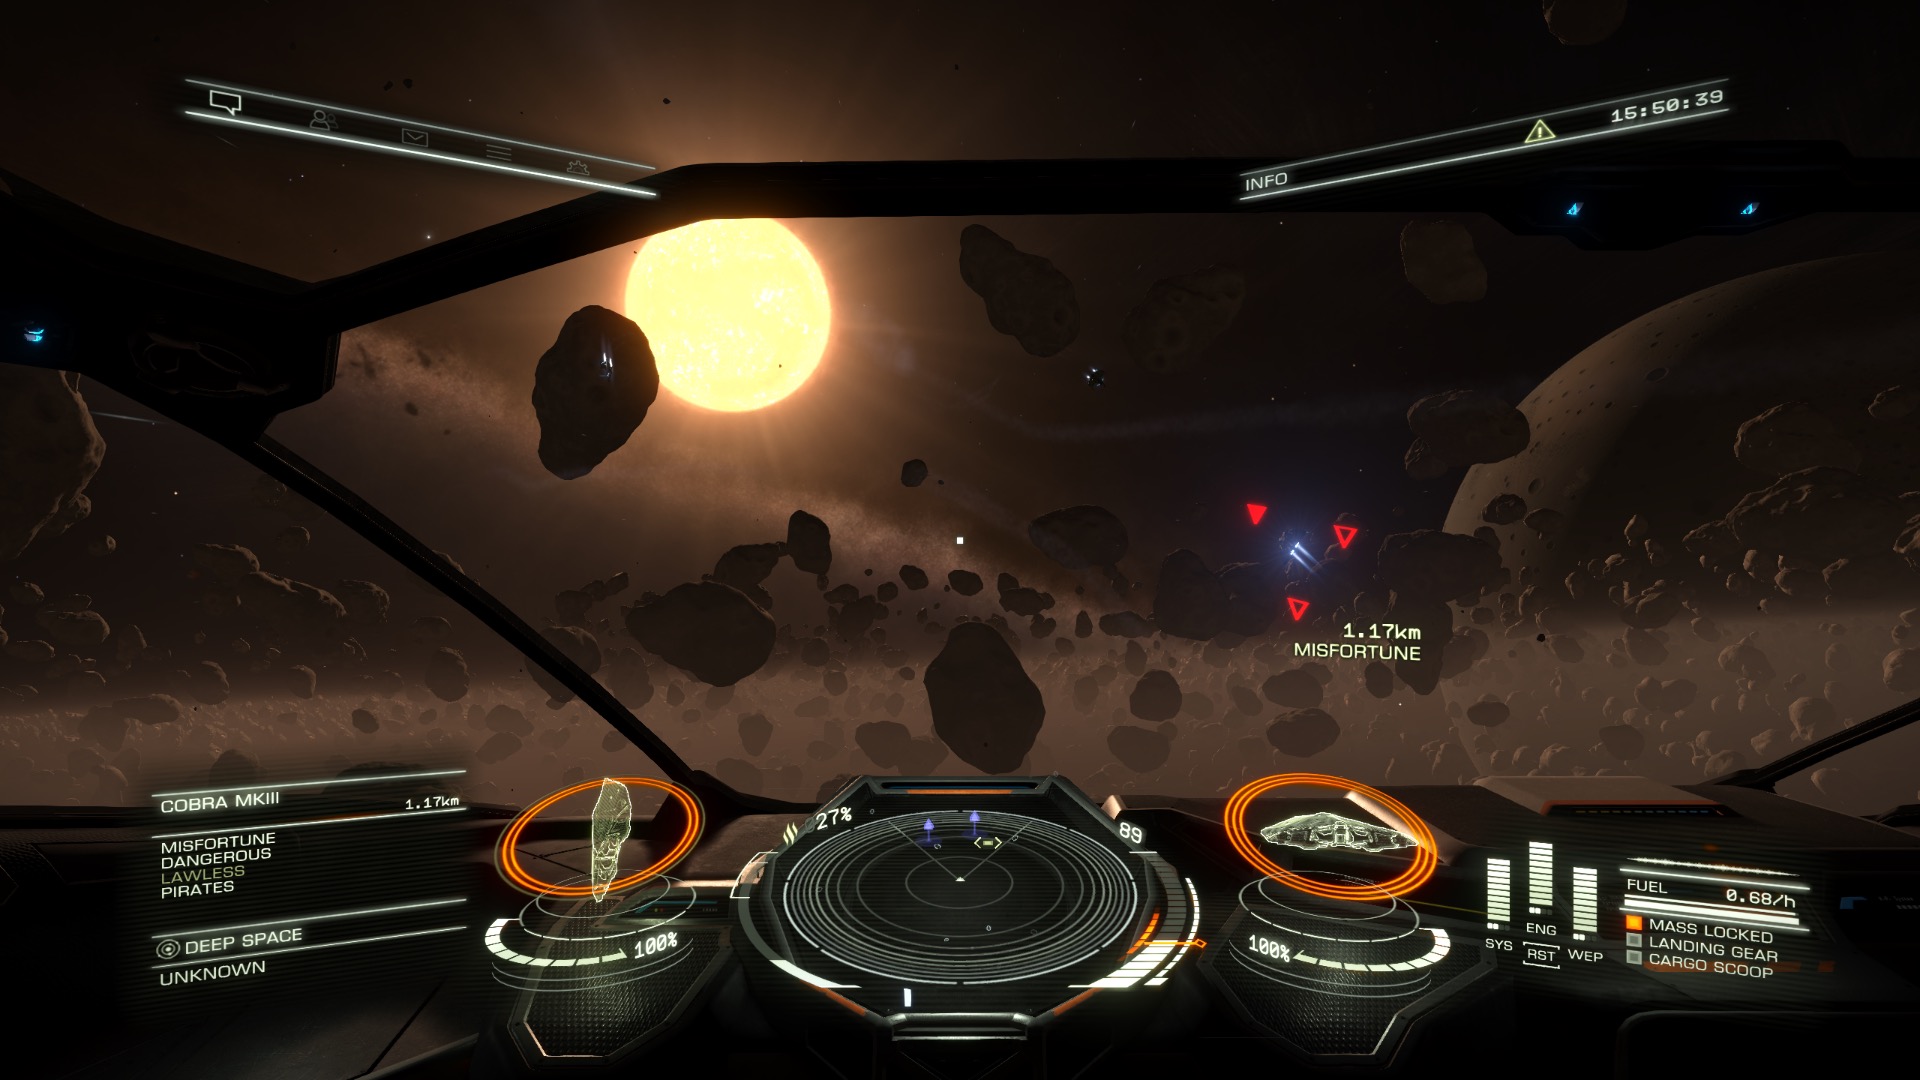 15:50:39
INFO
1.17km
MISFORTUNE
COBRA MKIII
1.17km
MISFORTUNE
DANGEROUS
LAWLESS
PIRATES
DEEP SPACE
UNKNOWN
100%
27%
89
100%
SYS
ENG
RST
WEP
FUEL
0.68/h
MASS LOCKED
LANDING GEAR
CARGO SCOOP